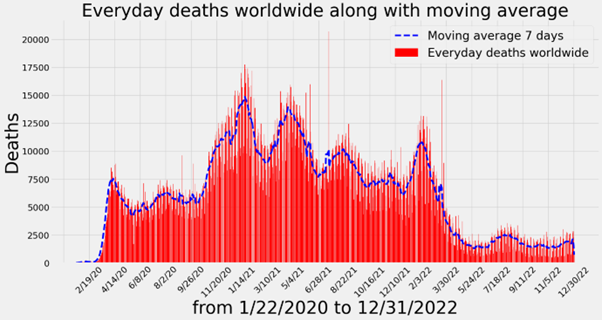 Everyday deaths worldwide along with moving average
Moving average 7 days
Everyday deaths worldwide
20000
17500
15000
12500
10000
7500
5000
2500
0
Deaths
2/19/20 4/14/20 6/8/20 8/2/20 9/26/20 11/20/20 1/14/21 3/10/21 5/4/21 6/28/21 8/22/21 10/16/21 12/10/21 2/3/22 3/30/22 5/24/22 7/18/22 9/11/22 11/5/22 12/30/22
from 1/22/2020 to 12/31/2022